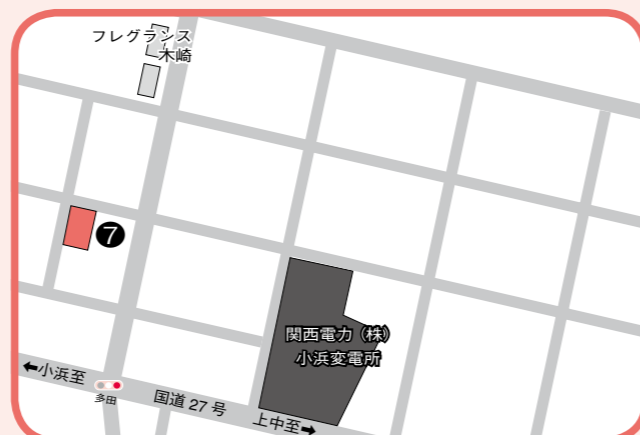 フレグランス
木崎
❼
関西電力（株）
小浜変電所
←小浜至
多田
国道 27 号
上中至→